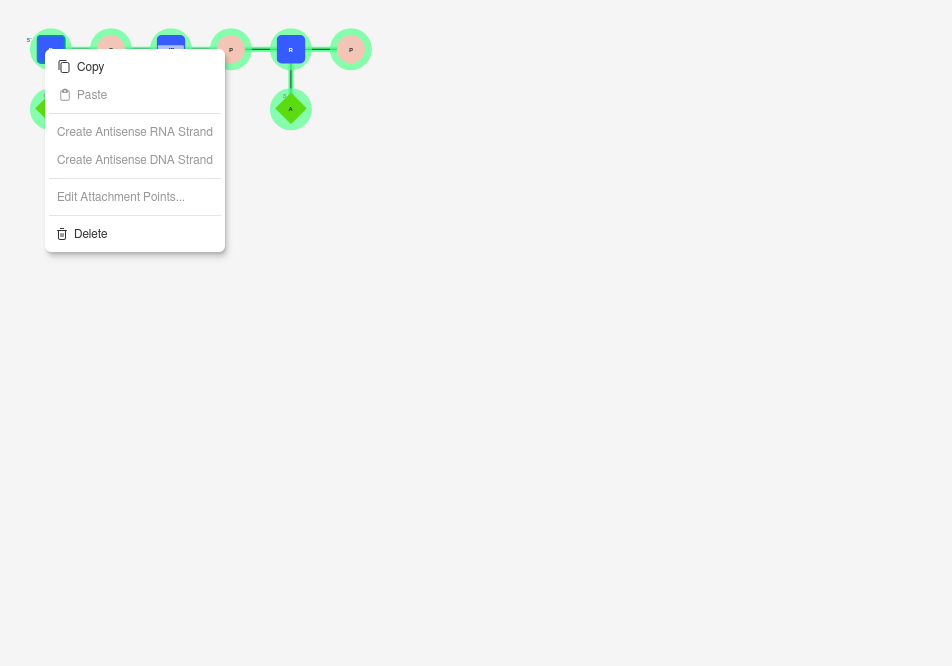 5'
P
R
P
Copy
Paste
A
Create Antisense RNA Strand
Create Antisense DNA Strand
Edit Attachment Points...
Delete